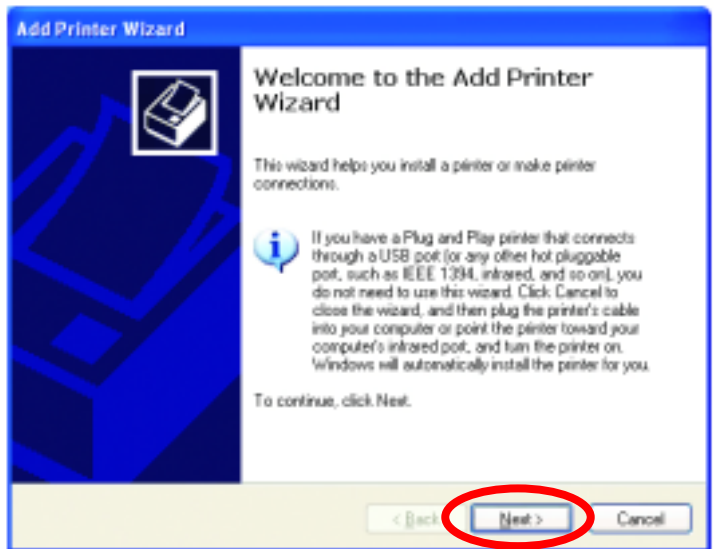 Add Printer Wizard
Welcome to the Add Printer
Wizard
This wizard helps you install a printer or make printer
connections.
If you have a Plug and Play printer that connects
through a USB port (or any other hot pluggable
port, such as IEEE 1394, infrared, and so on), you
do not need to use this wizard. Click Cancel to
close the wizard, and then plug the printer's cable
into your computer or point the printer toward your
computer's infrared port, and turn the printer on.
Windows will automatically install the printer for you.
To continue, click Next.
< Back
Next >
Cancel